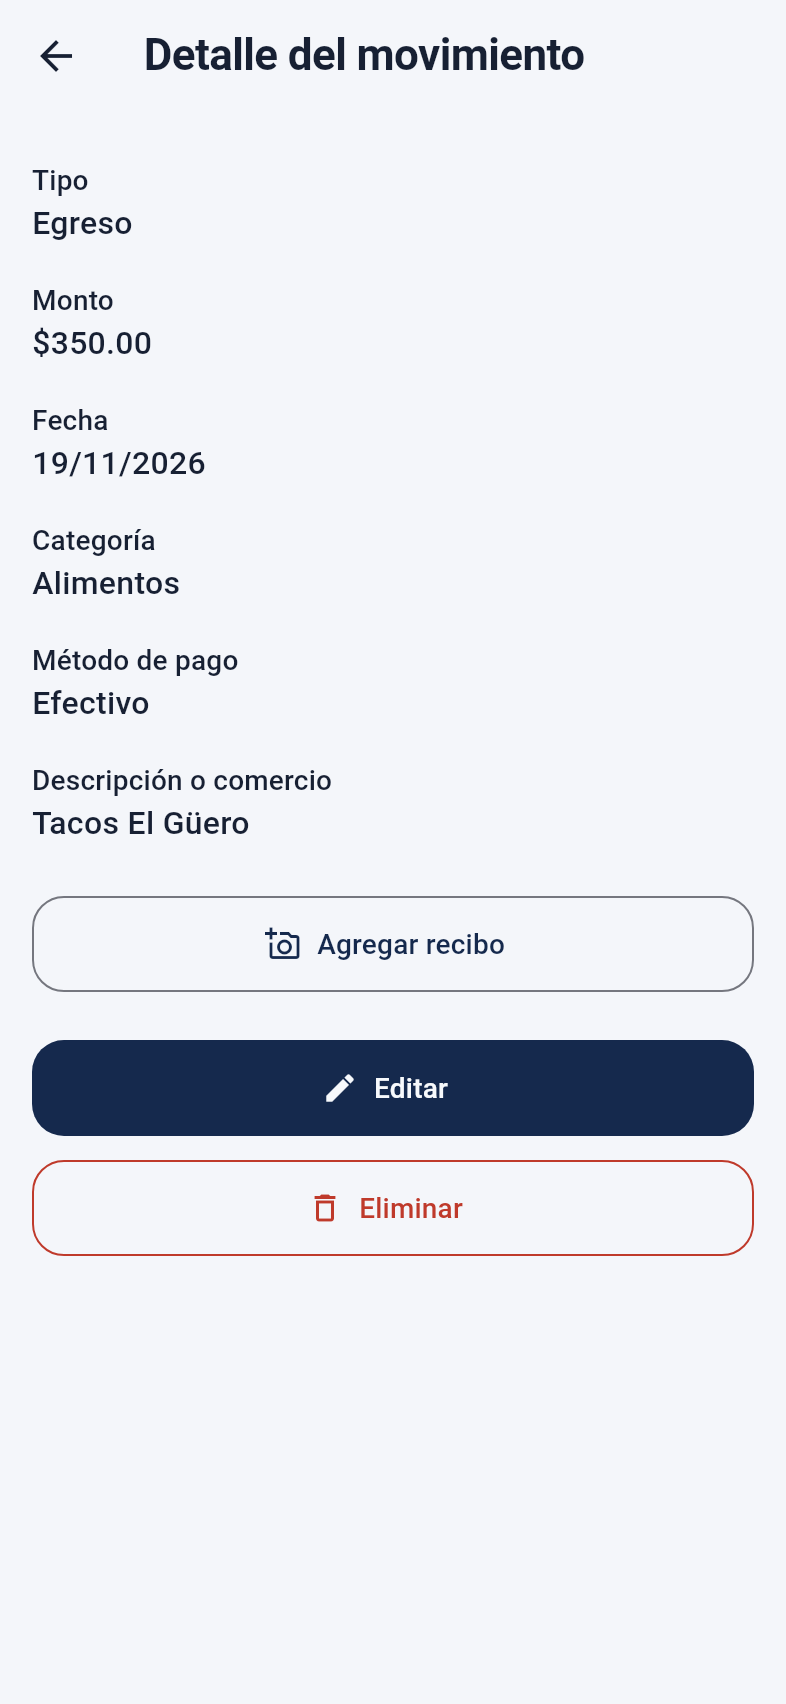 Detalle del movimiento
Tipo
Egreso
Monto
$350.00
Fecha
19/11/2026
Categoría
Alimentos
Método de pago
Efectivo
Descripción o comercio
Tacos El Güero
Agregar recibo
Editar
Eliminar